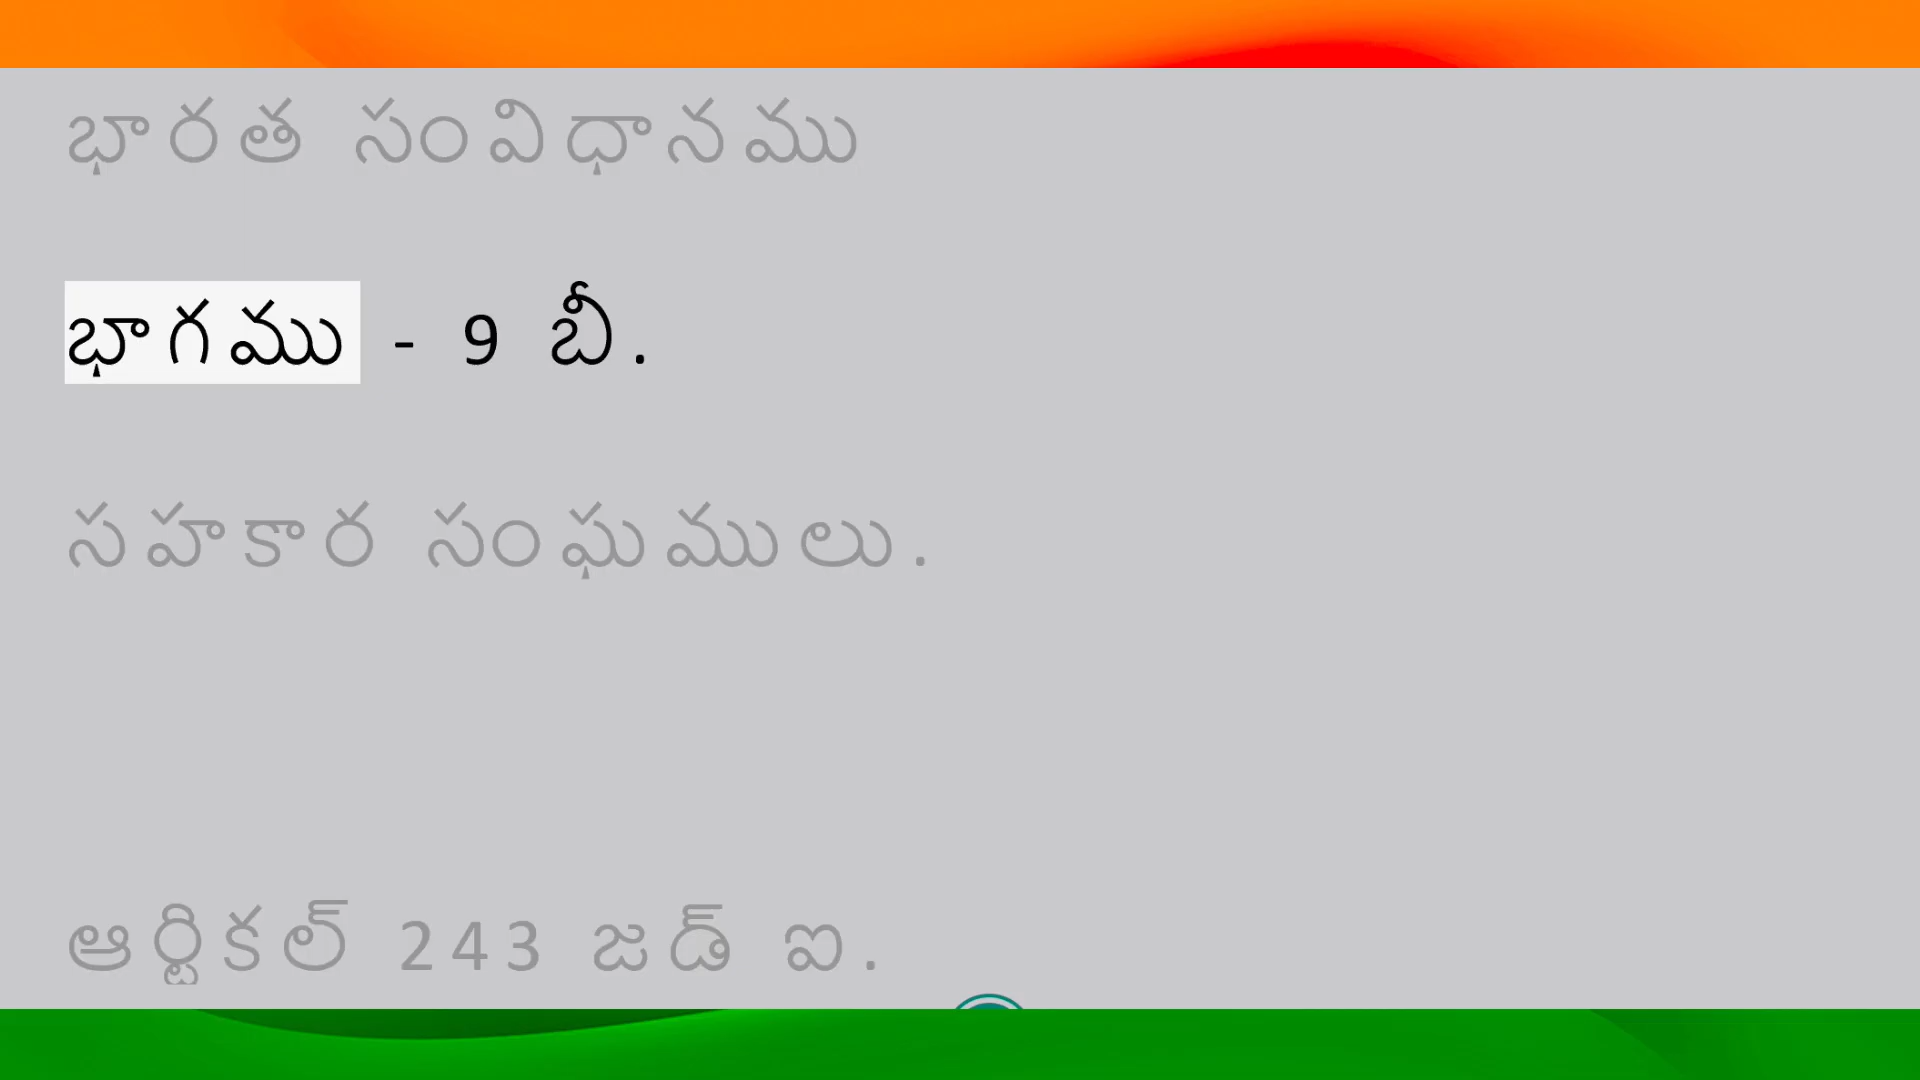 భారత సంవిధానము
భాగము - 9 బీ.
సహకార సంఘములు.
ఆర్టికల్ 243 జడ్ ఐ.